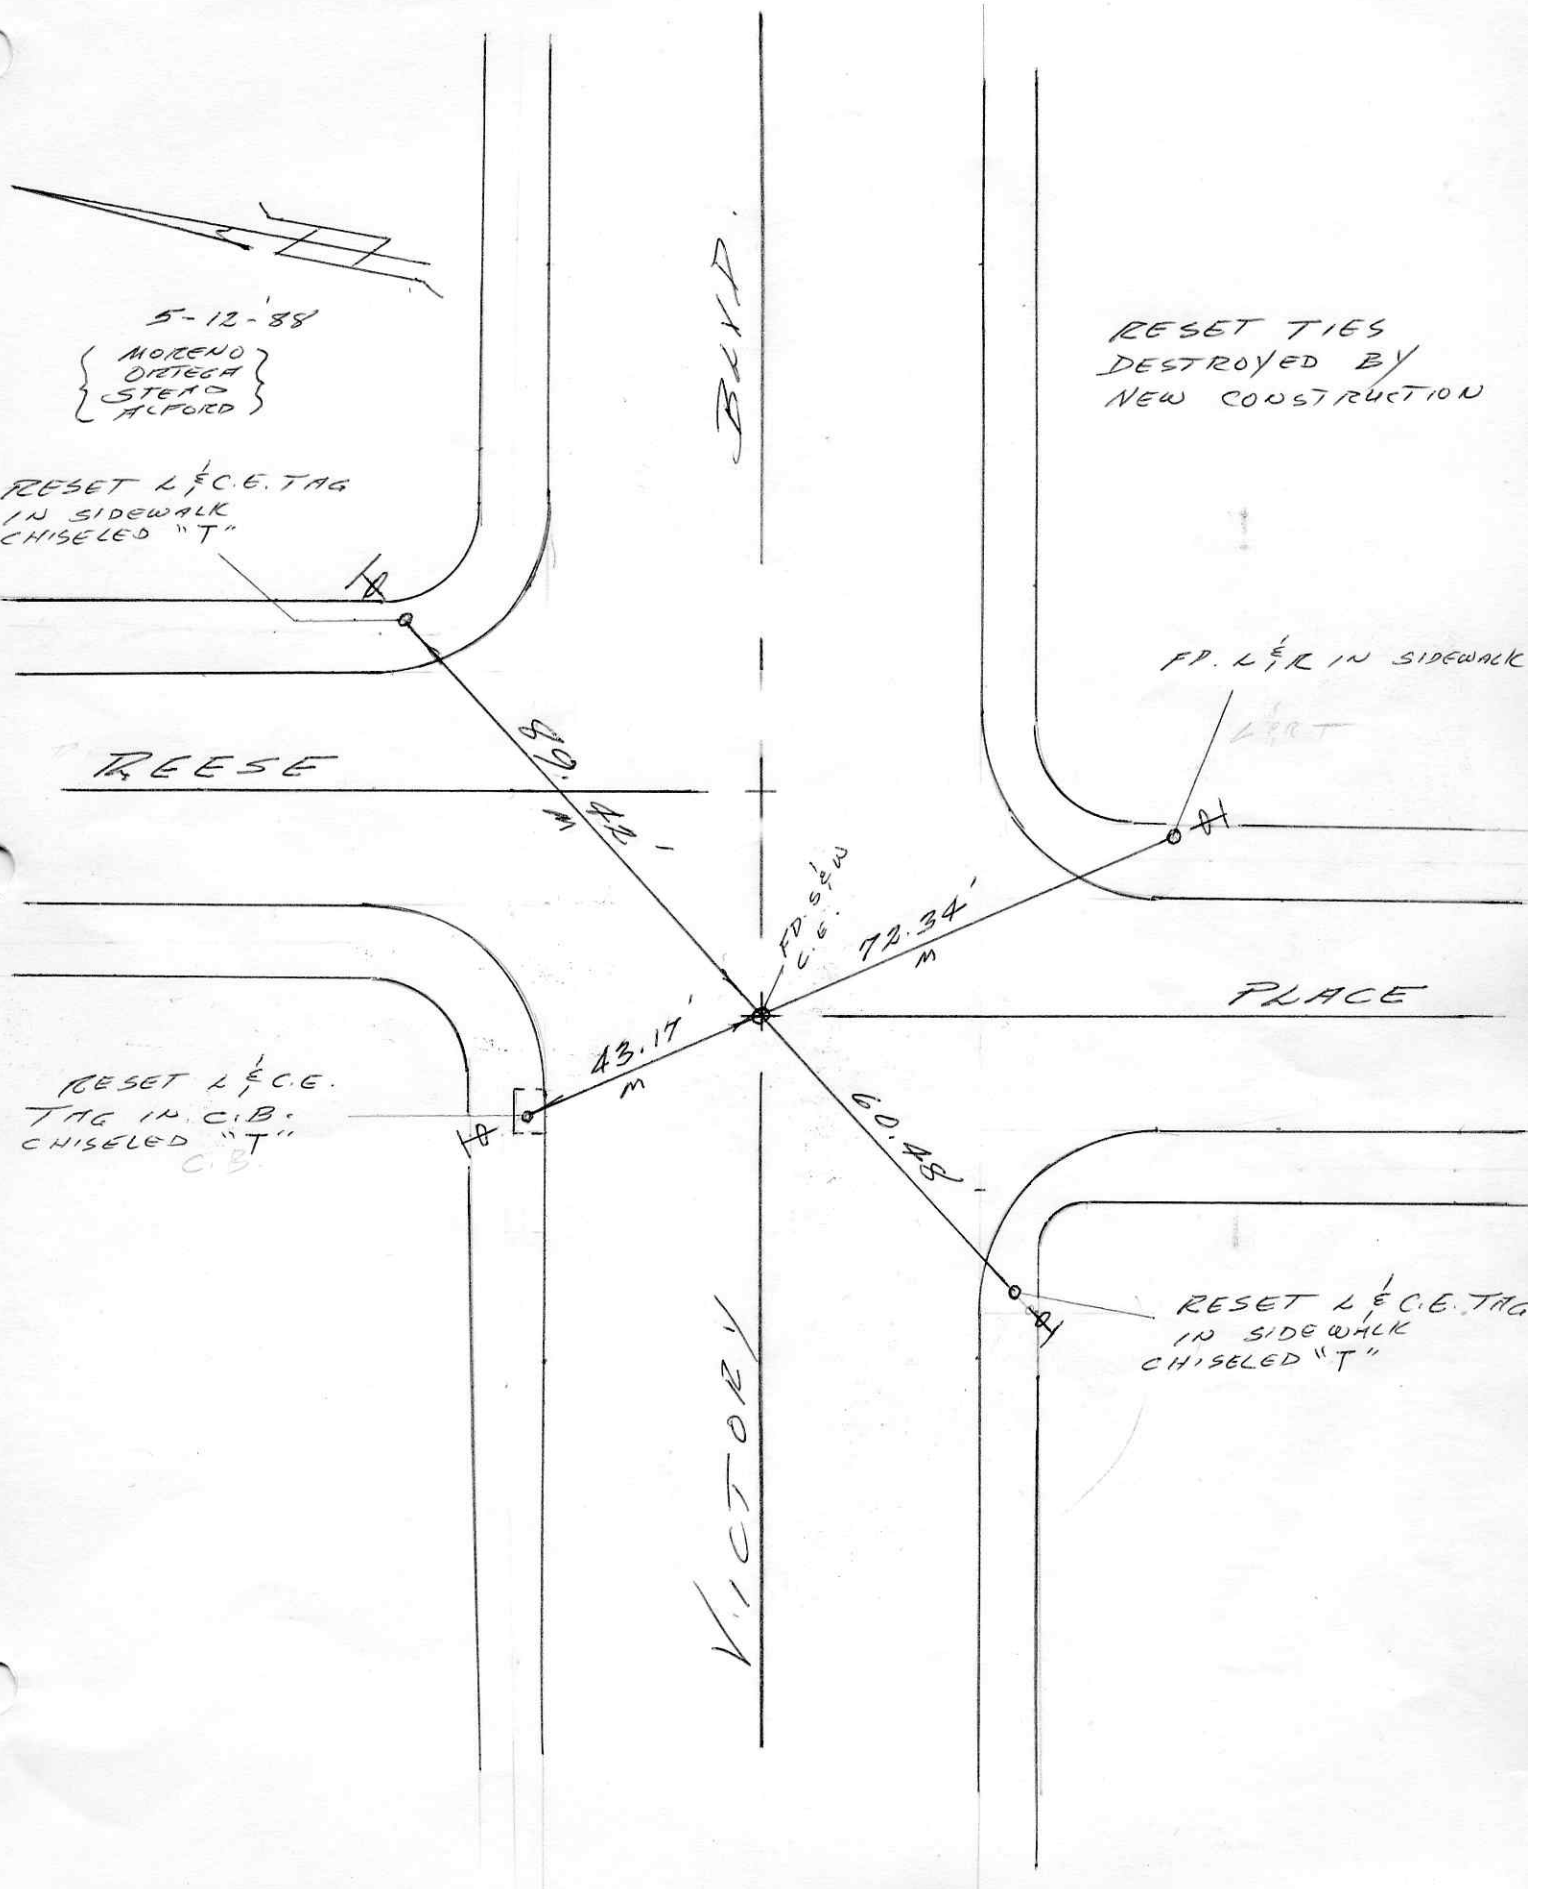 BLVD.
5-12-'88
MORENO
ORTEGA
STEAD
ALFORD
RESET TIES
DESTROYED BY
NEW CONSTRUCTION
RESET L & C.E. TAG
IN SIDEWALK
CHISELED "T"
T
FD. L & R IN SIDEWALK
L & R T
REESE
89.42'
M
T
FD. S & W
C.E.
72.34'
M
PLACE
43.17'
M
RESET L & C.E.
TAG IN C.B.
CHISELED "T"
C.B.
T
60.48'
RESET L & C.E. TAG
IN SIDEWALK
CHISELED "T"
T
VICTORY